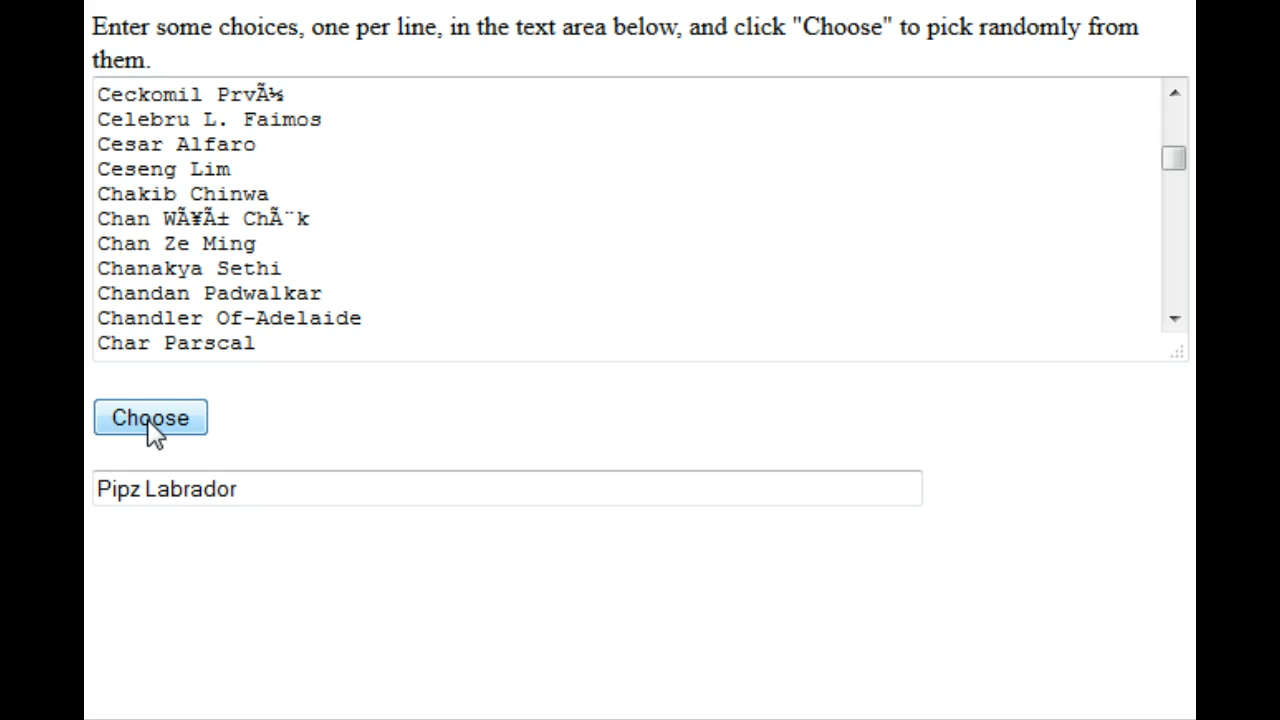 Enter some choices, one per line, in the text area below, and click "Choose" to pick randomly from
them.
Ceckomil PrvÃ½
Celebru L. Faimos
Cesar Alfaro
Ceseng Lim
Chakib Chinwa
Chan WÃ¥Ã± ChÃ¨k
Chan Ze Ming
Chanakya Sethi
Chandan Padwalkar
Chandler Of-Adelaide
Char Parscal
Choose
Pipz Labrador